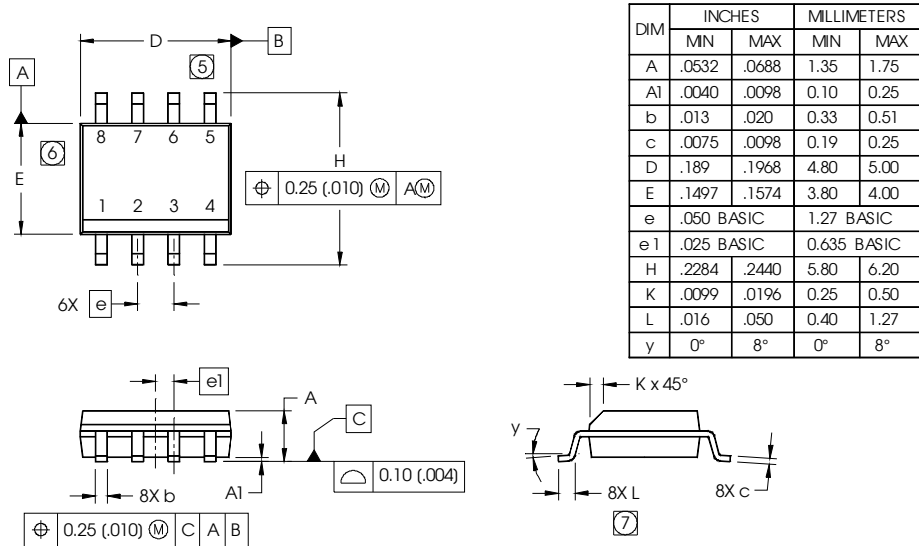 D
B
5
A
8 7 6 5
6
E
H
⌖ 0.25 (.010) Ⓜ AⓂ
1 2 3 4
6X e
DIM INCHES MILLIMETERS
MIN MAX MIN MAX
A .0532 .0688 1.35 1.75
A1 .0040 .0098 0.10 0.25
b .013 .020 0.33 0.51
c .0075 .0098 0.19 0.25
D .189 .1968 4.80 5.00
E .1497 .1574 3.80 4.00
e .050 BASIC 1.27 BASIC
e1 .025 BASIC 0.635 BASIC
H .2284 .2440 5.80 6.20
K .0099 .0196 0.25 0.50
L .016 .050 0.40 1.27
y 0° 8° 0° 8°
e1
A
C
0.10 (.004)
8X b
A1
⌖ 0.25 (.010) Ⓜ C A B
K x 45°
y
8X L
8X c
7